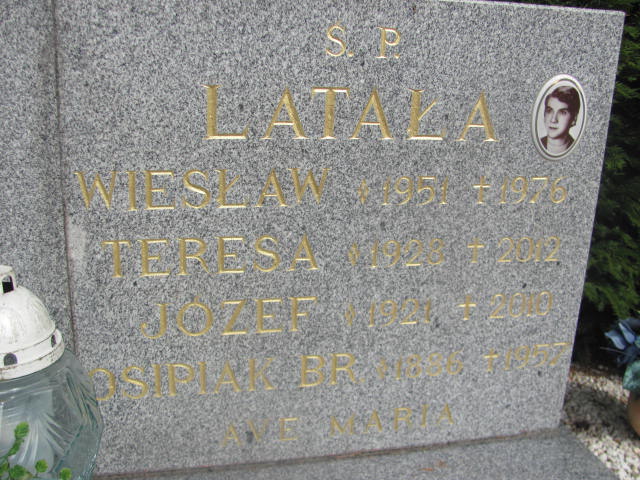 Ś. P.
LATAŁA
WIESŁAW * 1951 † 1976
TERESA * 1928 † 2012
JÓZEF * 1921 † 2010
OSIPIAK BR. * 1886 † 1957
AVE MARIA